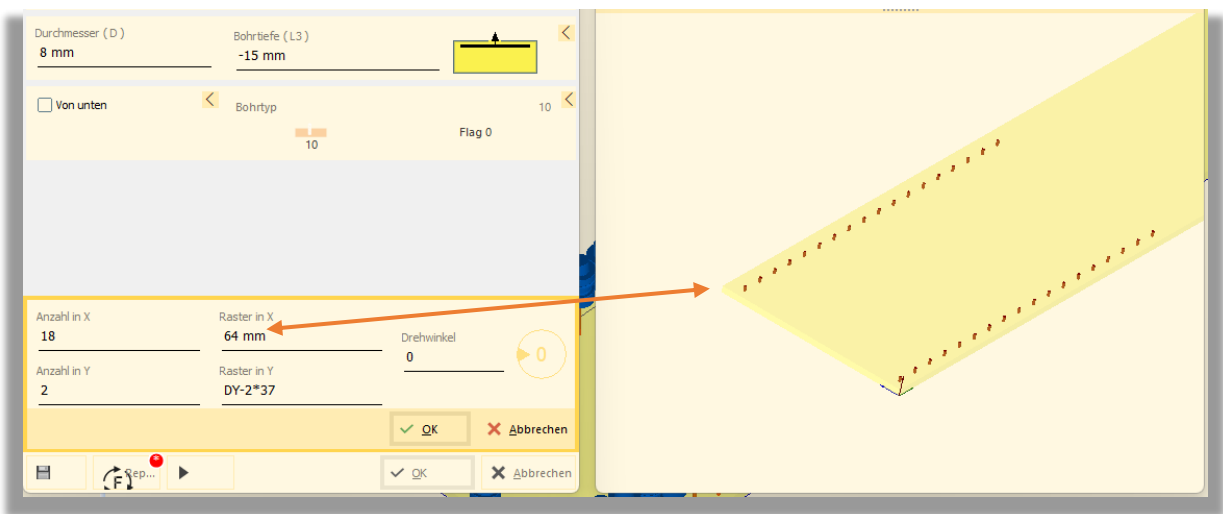 Durchmesser ( D )
Bohrtiefe ( L3 )
8 mm
-15 mm
Von unten
Bohrtyp
10
10
Flag 0
Anzahl in X
Raster in X
18
64 mm
Drehwinkel
0
0
Anzahl in Y
Raster in Y
2
DY-2*37
OK
Abbrechen
F
ep...
OK
Abbrechen